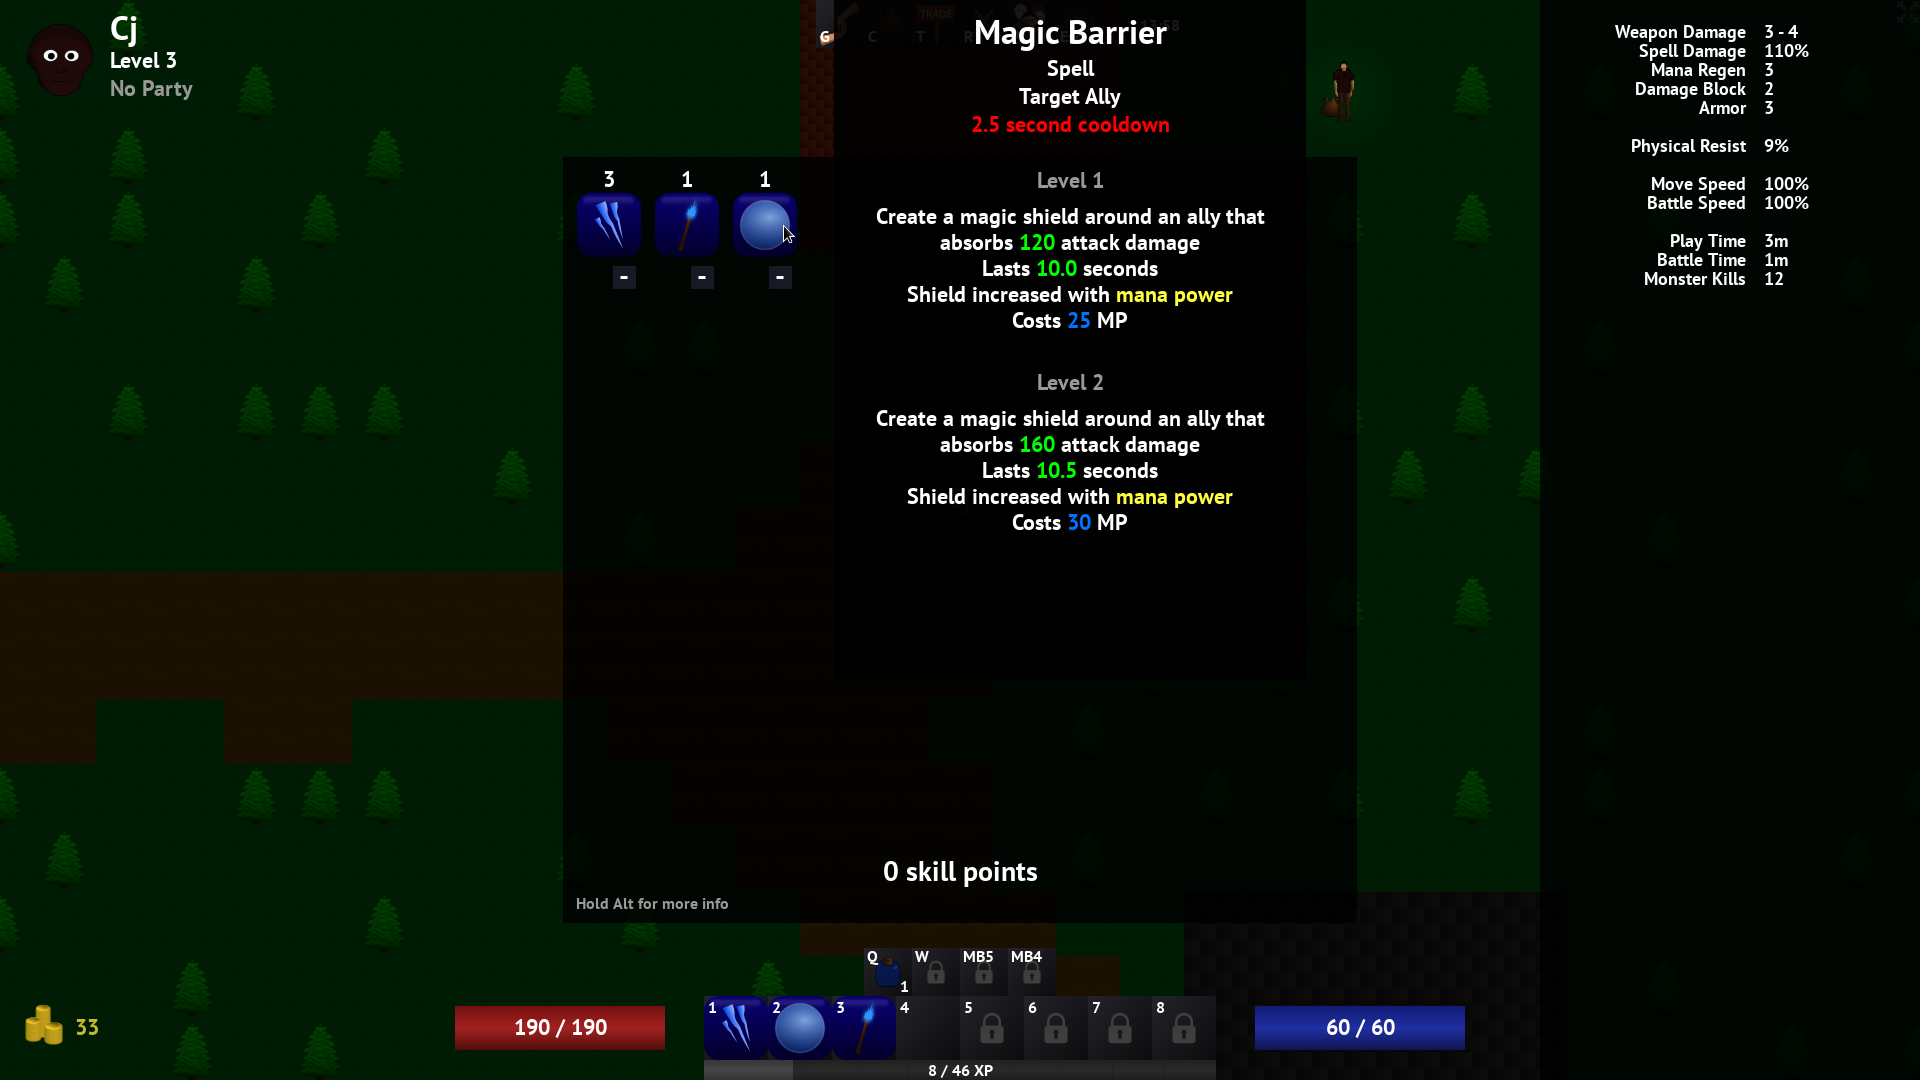 Cj
Level 3
No Party
TRADE
G
C
T
Magic Barrier
Spell
Target Ally
2.5 second cooldown
Level 1
Create a magic shield around an ally that
absorbs 120 attack damage
Lasts 10.0 seconds
Shield increased with mana power
Costs 25 MP
Level 2
Create a magic shield around an ally that
absorbs 160 attack damage
Lasts 10.5 seconds
Shield increased with mana power
Costs 30 MP
3
1
1
-
-
-
0 skill points
Hold Alt for more info
Weapon Damage 3 - 4
Spell Damage 110%
Mana Regen 3
Damage Block 2
Armor 3
Physical Resist 9%
Move Speed 100%
Battle Speed 100%
Play Time 3m
Battle Time 1m
Monster Kills 12
Q
1
W
MB5
MB4
33
190 / 190
1
2
3
4
5
6
7
8
60 / 60
8 / 46 XP